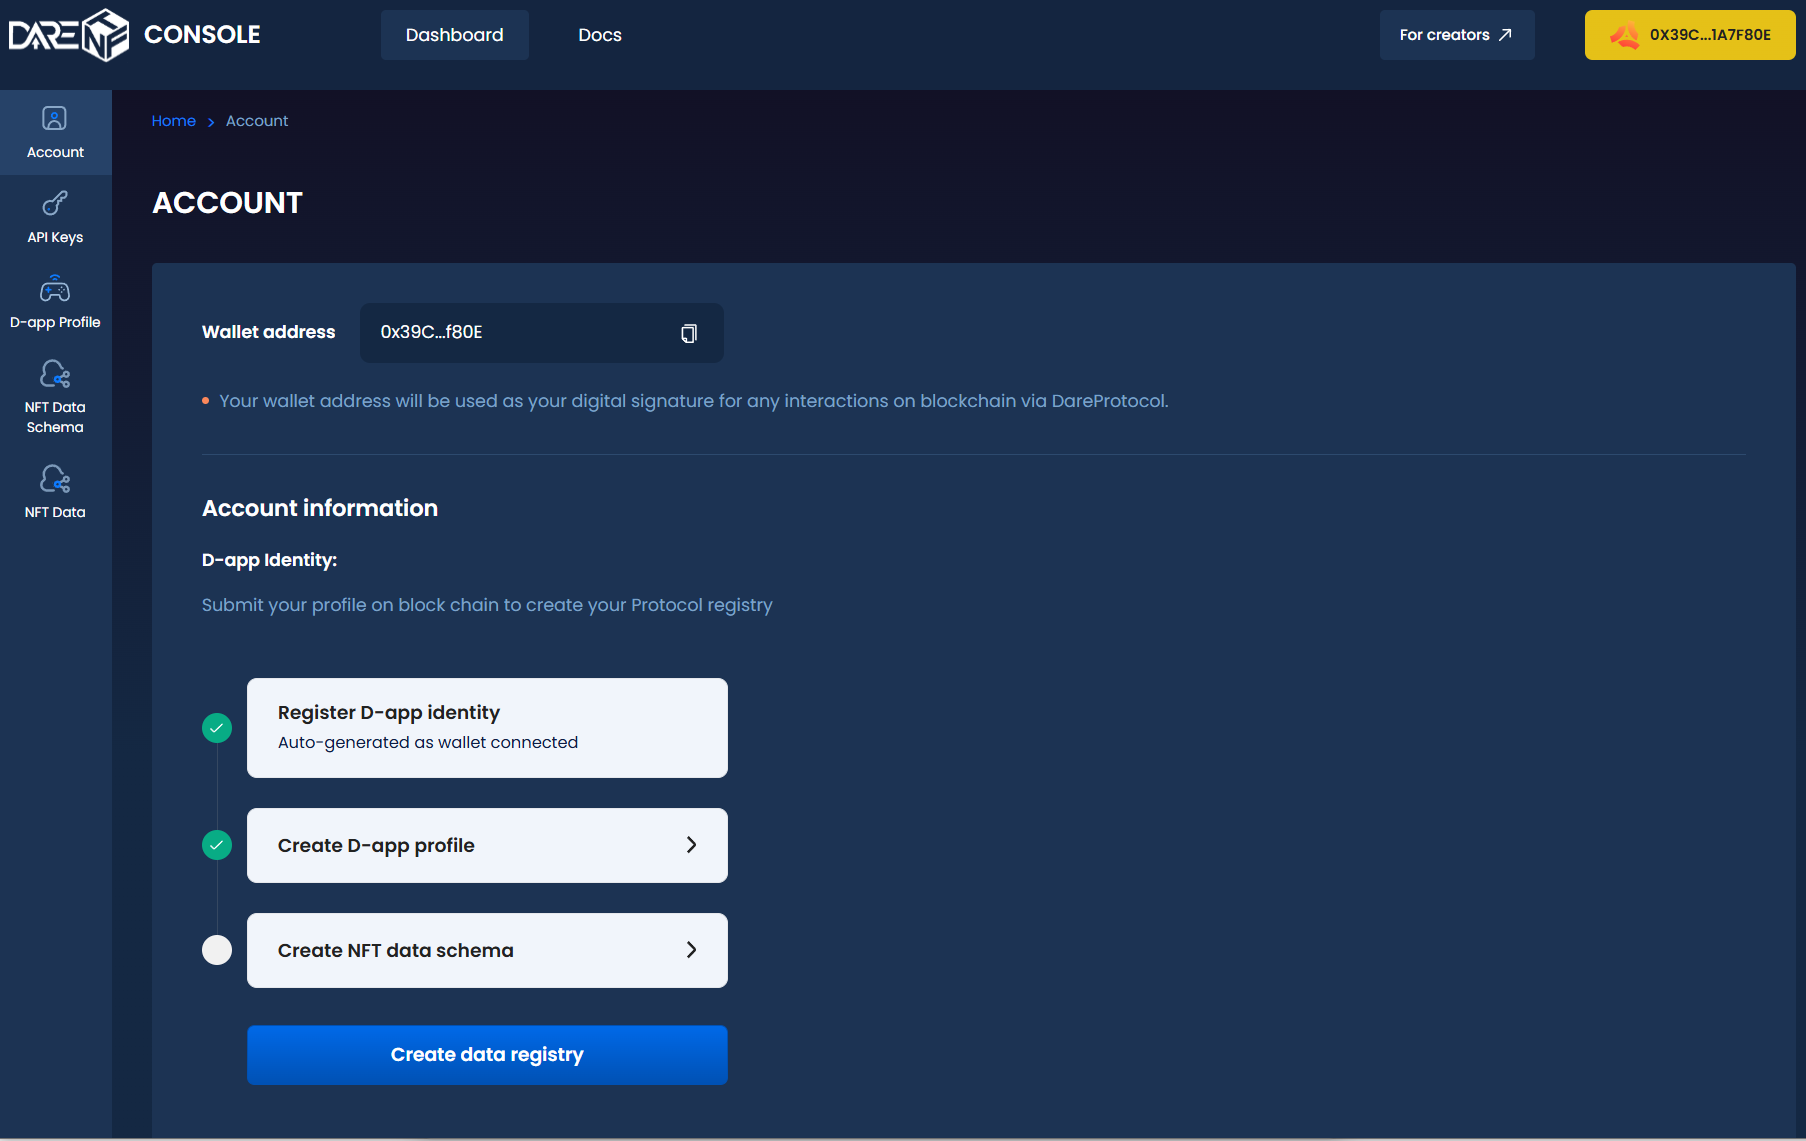 DARENFT CONSOLE
Dashboard
Docs
For creators
0X39C...1A7F80E
Account
API Keys
D-app Profile
NFT Data
Schema
NFT Data
Home > Account
ACCOUNT
Wallet address
0x39C...f80E
Your wallet address will be used as your digital signature for any interactions on blockchain via DareProtocol.
Account information
D-app Identity:
Submit your profile on block chain to create your Protocol registry
Register D-app identity
Auto-generated as wallet connected
Create D-app profile
Create NFT data schema
Create data registry